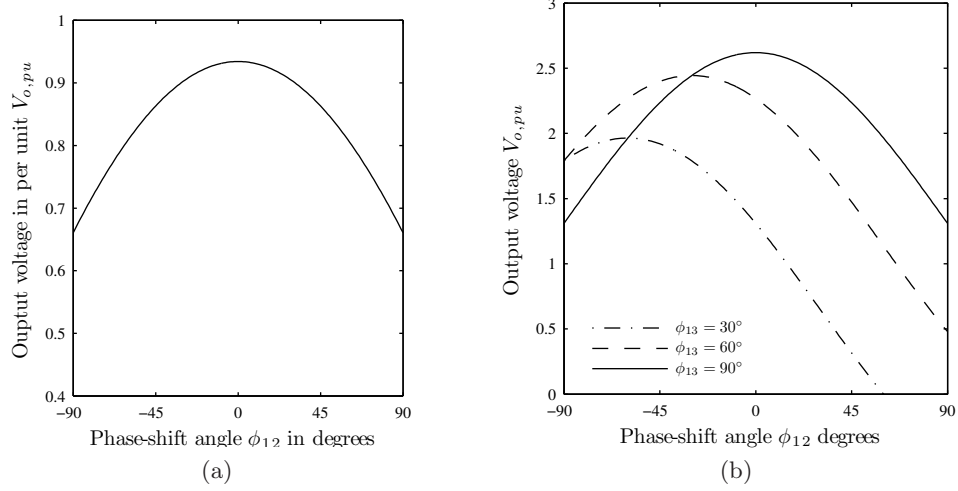 1
0.9
0.8
0.7
0.6
0.5
0.4
−90 −45 0 45 90
Ouptut voltage in per unit V_{o,pu}
Phase-shift angle ϕ_{12} in degrees
(a)
3
2.5
2
1.5
1
0.5
0
−90 −45 0 45 90
Output voltage V_{o,pu}
ϕ_{13} = 30°
ϕ_{13} = 60°
ϕ_{13} = 90°
Phase-shift angle ϕ_{12} degrees
(b)